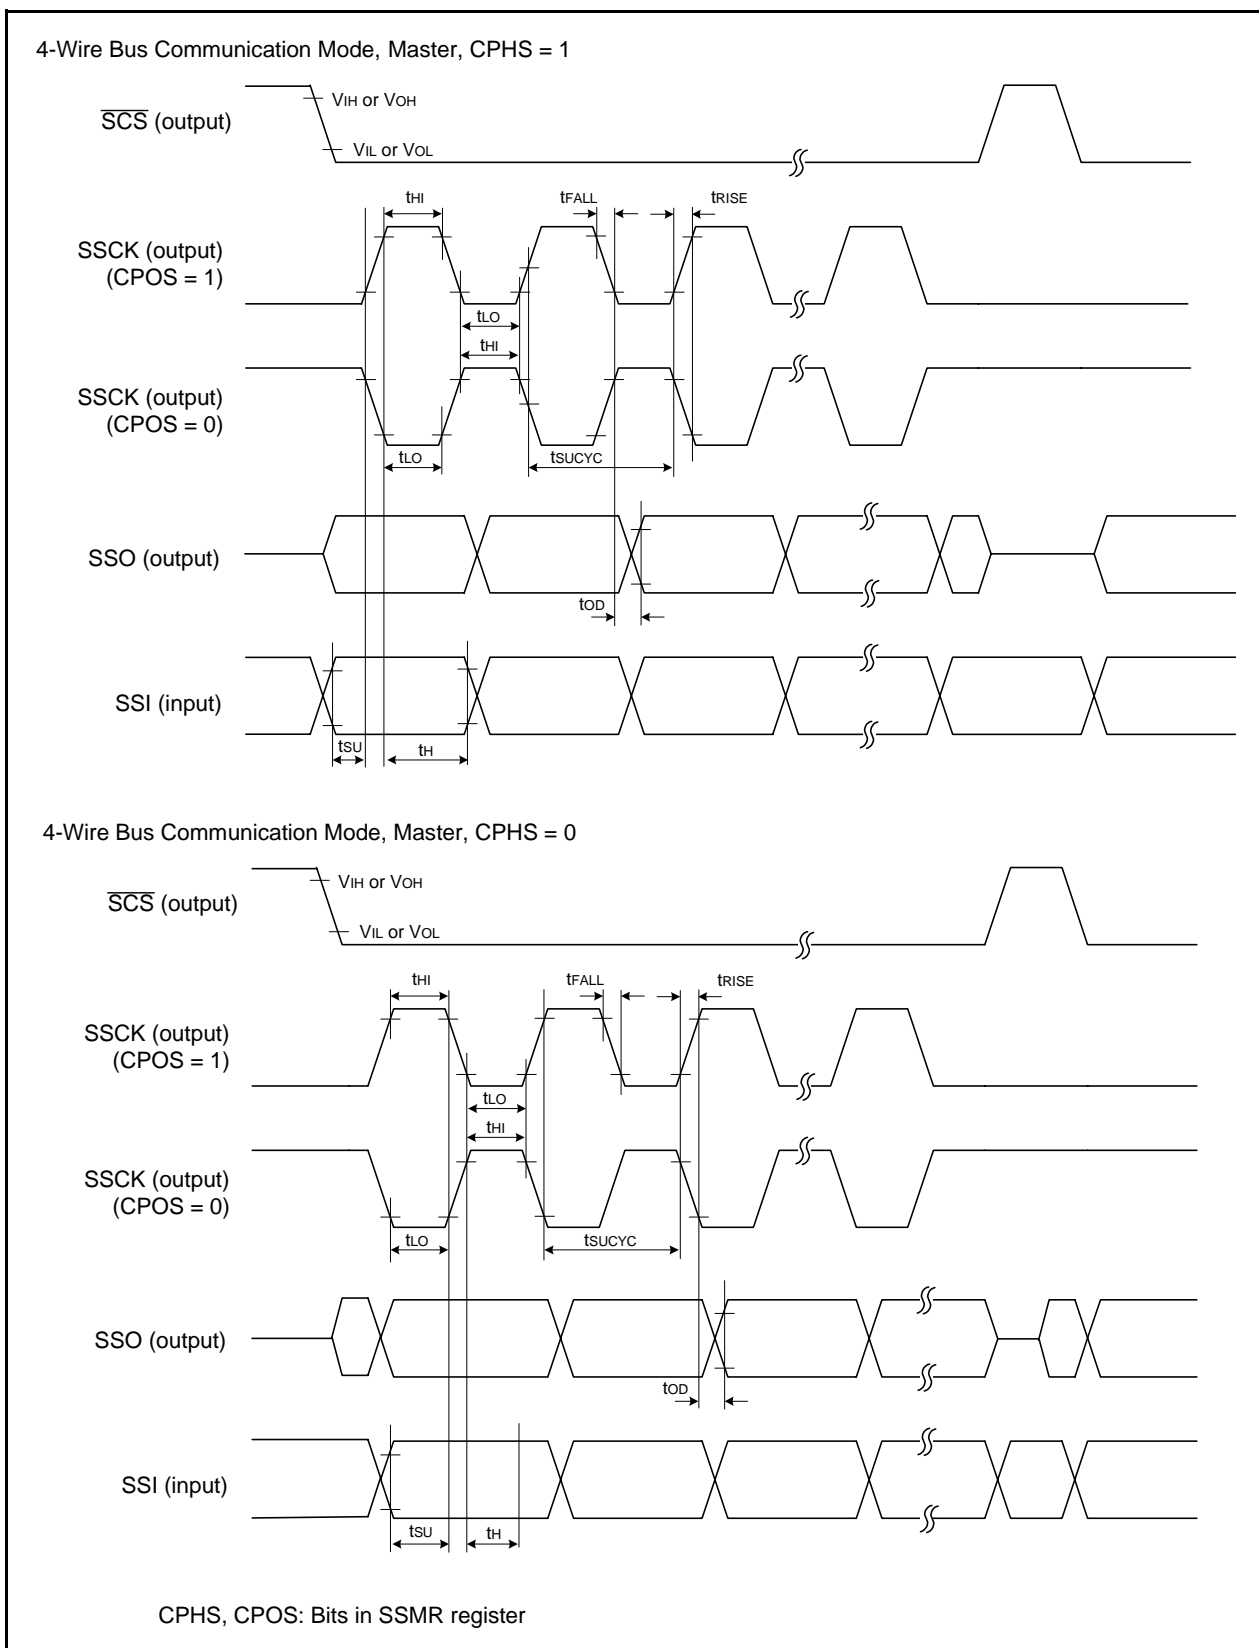 4-Wire Bus Communication Mode, Master, CPHS = 1
VIH or VOH
SCS (output)
VIL or VOL
tHI
tFALL
tRISE
SSCK (output)
(CPOS = 1)
tLO
tHI
SSCK (output)
(CPOS = 0)
tLO
tSUCYC
SSO (output)
tOD
SSI (input)
tSU
tH
4-Wire Bus Communication Mode, Master, CPHS = 0
VIH or VOH
SCS (output)
VIL or VOL
tHI
tFALL
tRISE
SSCK (output)
(CPOS = 1)
tLO
tHI
SSCK (output)
(CPOS = 0)
tLO
tSUCYC
SSO (output)
tOD
SSI (input)
tSU
tH
CPHS, CPOS: Bits in SSMR register